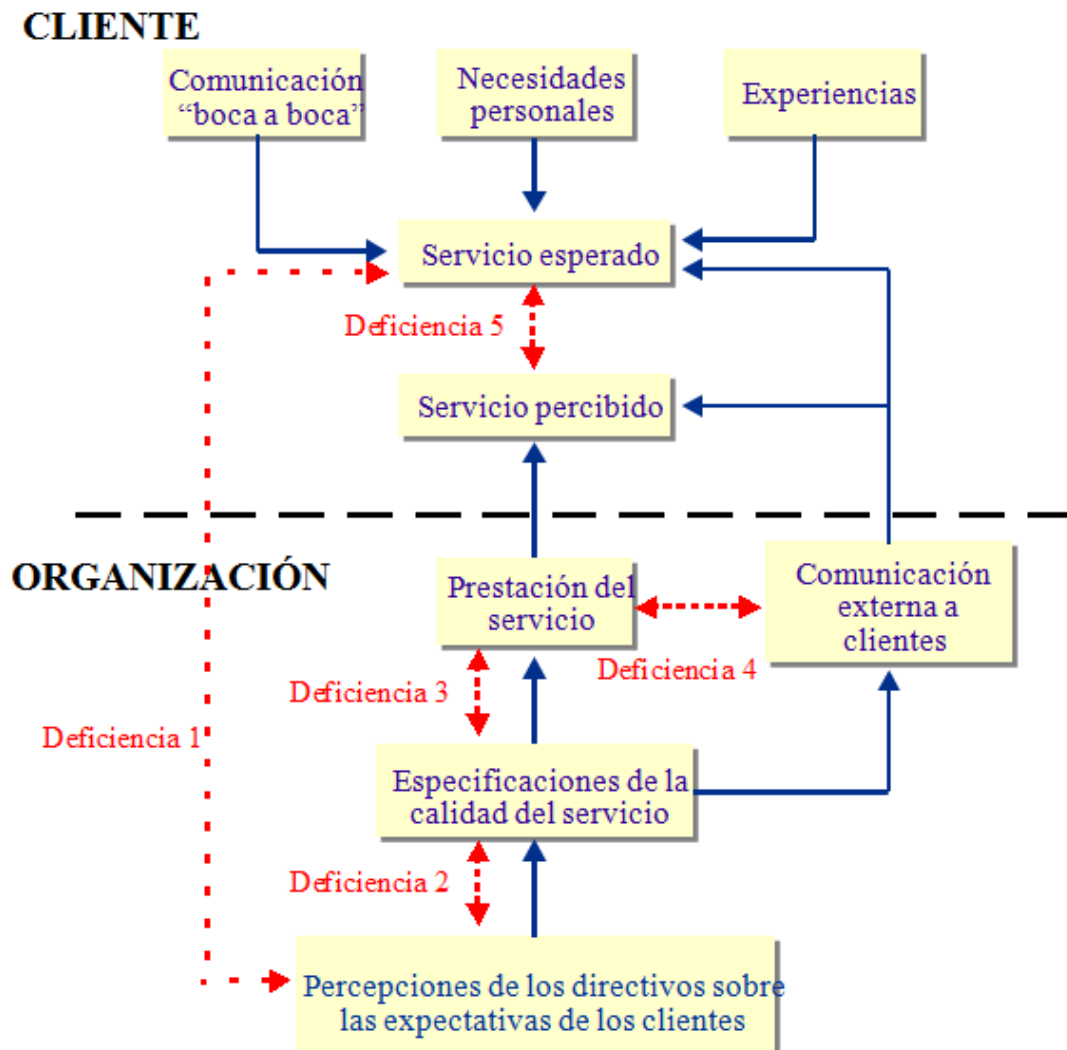 CLIENTE
Comunicación
“boca a boca”
Necesidades
personales
Experiencias
Servicio esperado
Deficiencia 5
Servicio percibido
ORGANIZACIÓN
Prestación del
servicio
Comunicación
externa a
clientes
Deficiencia 4
Deficiencia 3
Deficiencia 1
Especificaciones de la
calidad del servicio
Deficiencia 2
Percepciones de los directivos sobre
las expectativas de los clientes